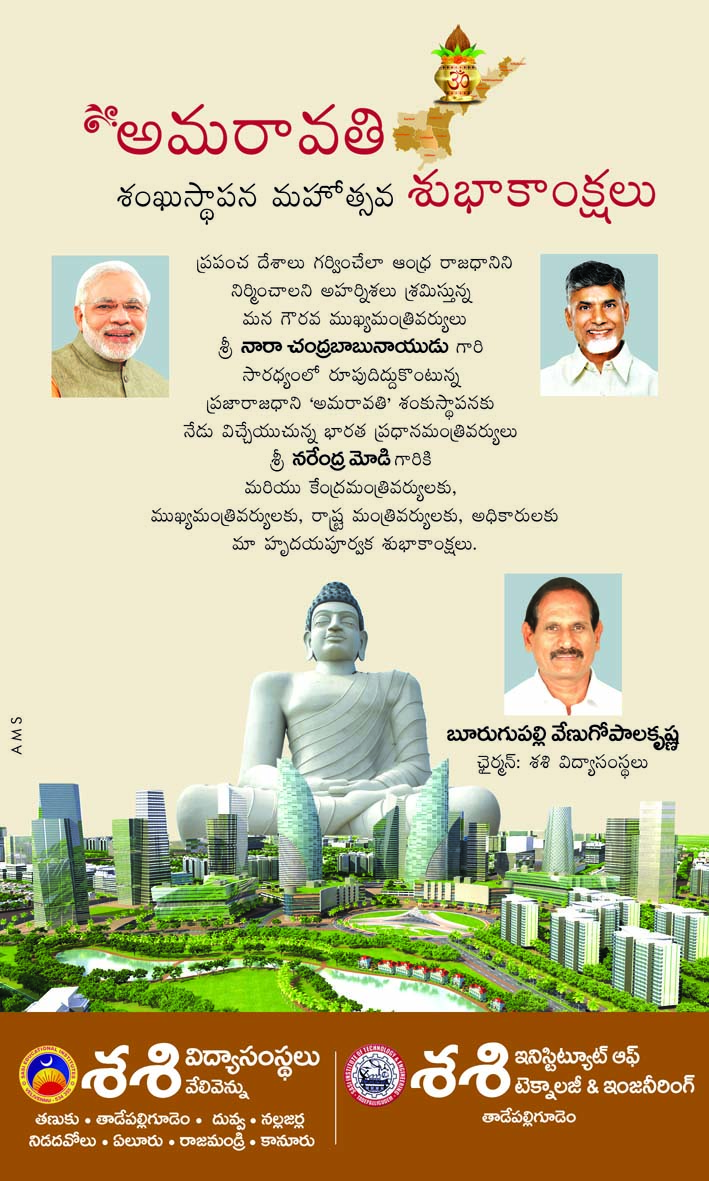 అమరావతి
శంఖుస్థాపన మహోత్సవ శుభాకాంక్షలు
ప్రపంచ దేశాలు గర్వించేలా ఆంధ్ర రాజధానిని
నిర్మించాలని అహర్నిశలు శ్రమిస్తున్న
మన గౌరవ ముఖ్యమంత్రివర్యులు
శ్రీ నారా చంద్రబాబునాయుడు గారి
సారధ్యంలో రూపుదిద్దుకొంటున్న
ప్రజారాజధాని 'అమరావతి' శంకుస్థాపనకు
నేడు విచ్చేయుచున్న భారత ప్రధానమంత్రివర్యులు
శ్రీ నరేంద్ర మోడి గారికి
మరియు కేంద్రమంత్రివర్యులకు,
ముఖ్యమంత్రివర్యులకు, రాష్ట్ర మంత్రివర్యులకు, అధికారులకు
మా హృదయపూర్వక శుభాకాంక్షలు.
బూరుగుపల్లి వేణుగోపాలకృష్ణ
ఛైర్మన్: శశి విద్యాసంస్థలు
AMS
శశి విద్యాసంస్థలు
వేలివెన్ను
తణుకు • తాడేపల్లిగూడెం • దువ్వ • నల్లజర్ల
నిడదవోలు • ఏలూరు • రాజమండ్రి • కానూరు
శశి ఇనిస్టిట్యూట్ ఆఫ్
టెక్నాలజీ & ఇంజనీరింగ్
తాడేపల్లిగూడెం